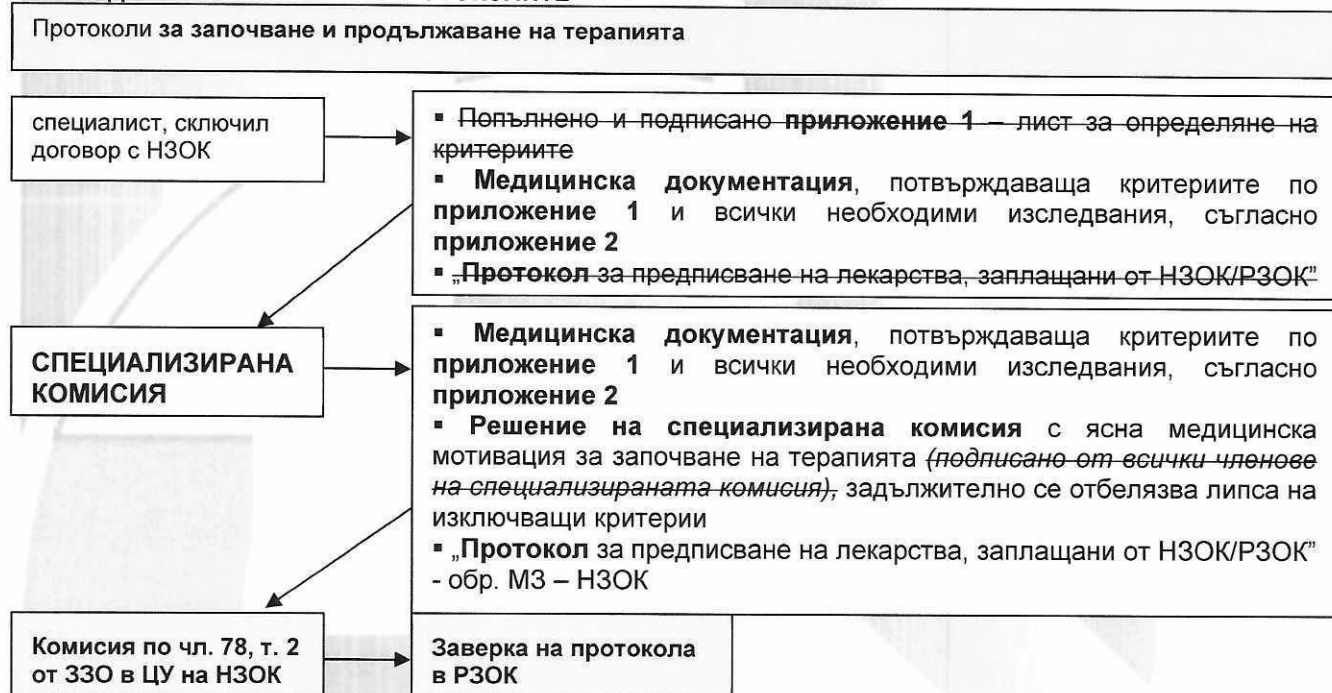 Протоколи за започване и продължаване на терапията
специалист, сключил
договор с НЗОК
▪ Попълнено и подписано приложение 1 – лист за определяне на
критериите
▪ Медицинска документация, потвърждаваща критериите по
приложение 1 и всички необходими изследвания, съгласно
приложение 2
▪ „Протокол за предписване на лекарства, заплащани от НЗОК/РЗОК”
СПЕЦИАЛИЗИРАНА
КОМИСИЯ
▪ Медицинска документация, потвърждаваща критериите по
приложение 1 и всички необходими изследвания, съгласно
приложение 2
▪ Решение на специализирана комисия с ясна медицинска
мотивация за започване на терапията (подписано от всички членове
на специализираната комисия), задължително се отбелязва липса на
изключващи критерии
▪ „Протокол за предписване на лекарства, заплащани от НЗОК/РЗОК”
- обр. МЗ – НЗОК
Комисия по чл. 78, т. 2
от ЗЗО в ЦУ на НЗОК
Заверка на протокола
в РЗОК